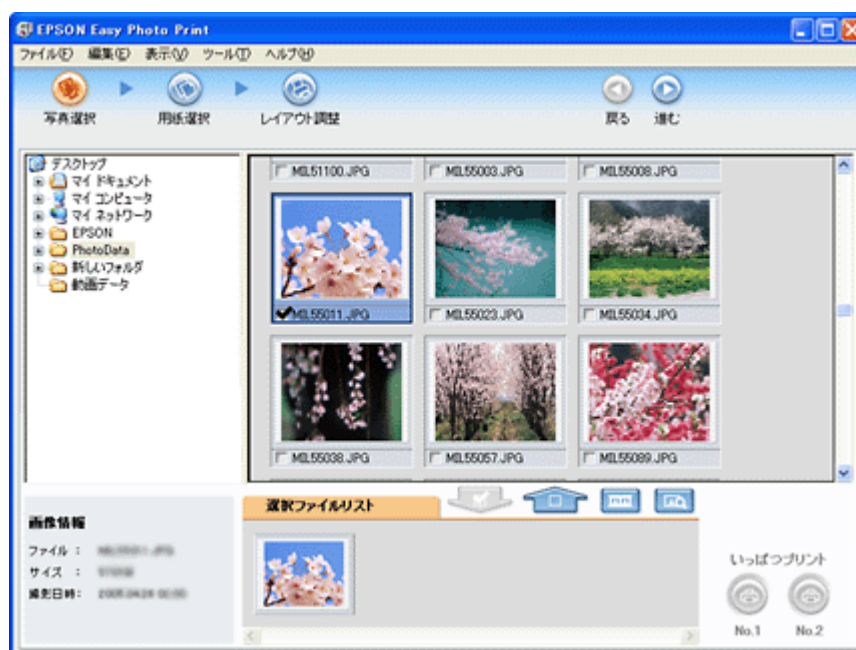 EPSON Easy Photo Print
ファイル(F) 編集(E) 表示(V) ツール(T) ヘルプ(H)
写真選択 用紙選択 レイアウト調整 戻る 進む
デスクトップ
マイ ドキュメント
マイ コンピュータ
マイ ネットワーク
EPSON
PhotoData
新しいフォルダ
動画データ
MIL51100.JPG MIL55003.JPG MIL55008.JPG
MIL55011.JPG MIL55023.JPG MIL55034.JPG
MIL55038.JPG MIL55057.JPG MIL55089.JPG
選択ファイルリスト
画像情報
ファイル :
サイズ :
撮影日時:
いっぱつプリント
No.1 No.2